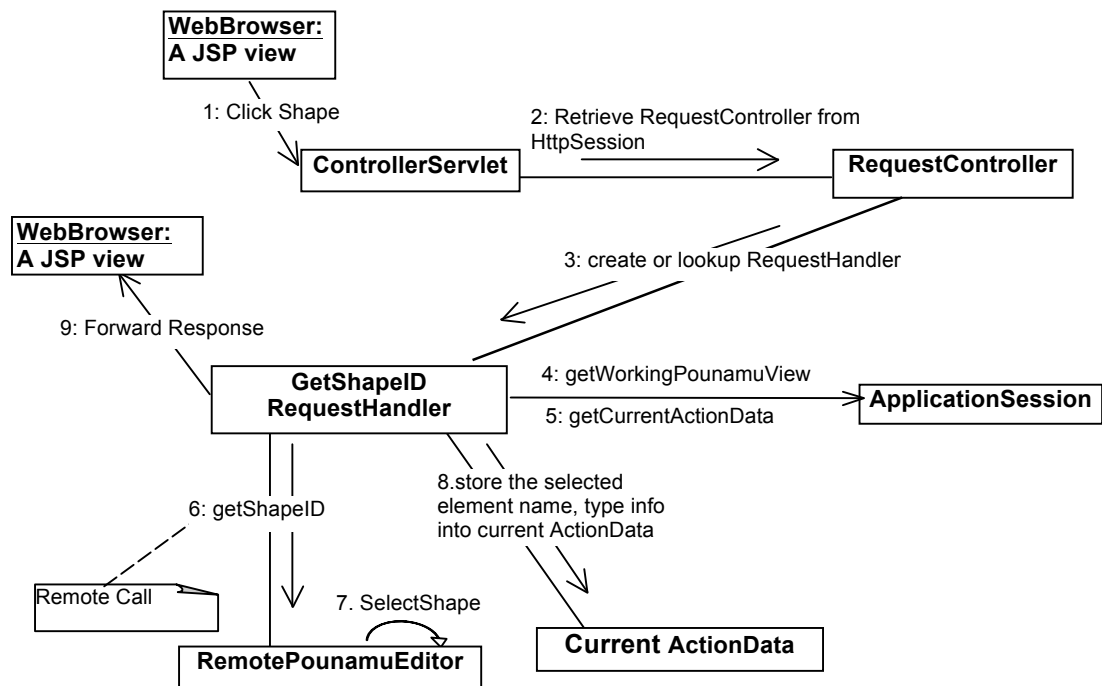 WebBrowser:
A JSP view
1: Click Shape
2: Retrieve RequestController from
HttpSession
ControllerServlet
RequestController
WebBrowser:
A JSP view
3: create or lookup RequestHandler
9: Forward Response
GetShapeID
RequestHandler
4: getWorkingPounamuView
5: getCurrentActionData
ApplicationSession
6: getShapeID
8.store the selected
element name, type info
into current ActionData
Remote Call
7. SelectShape
RemotePounamuEditor
Current ActionData